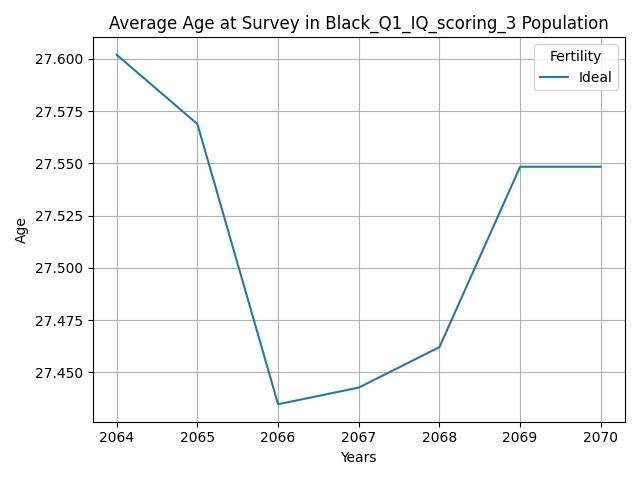 Average Age at Survey in Black_Q1_IQ_scoring_3 Population
Fertility
Ideal
27.600
27.575
27.550
27.525
27.500
27.475
27.450
Age
2064 2065 2066 2067 2068 2069 2070
Years